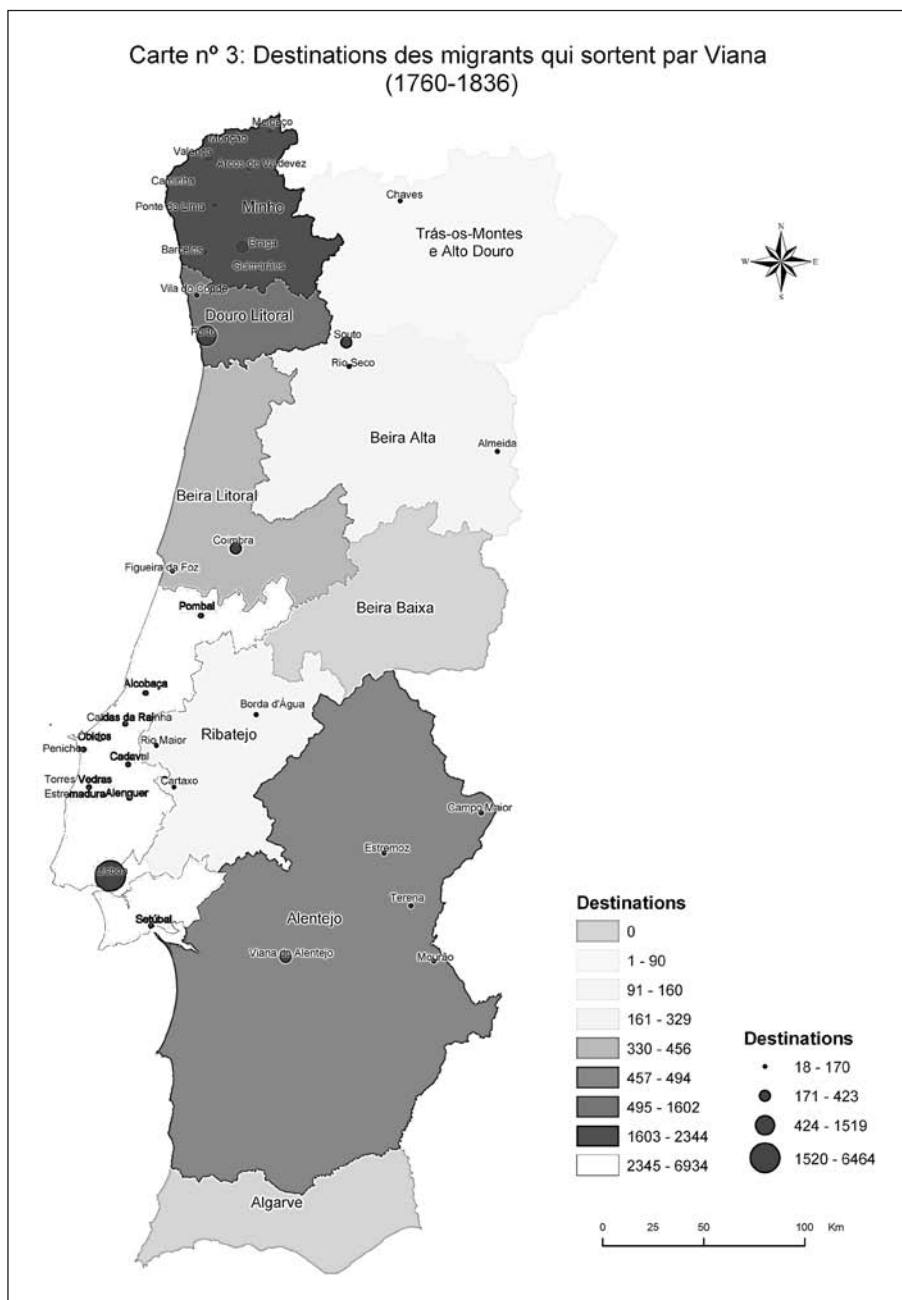 Carte nº 3: Destinations des migrants qui sortent par Viana
(1760-1836)
Melgaço
Monção
Valença
Arcos de Valdevez
Caminha
Ponte do Lima
Minho
Barcelos
Braga
Guimarães
Vila do Conde
Douro Litoral
Porto
Chaves
Trás-os-Montes
e Alto Douro
N
W
E
S
Souto
Rio Seco
Beira Alta
Almeida
Beira Litoral
Coimbra
Figueira da Foz
Beira Baixa
Pombal
Alcobaça
Caldas da Rainha
Óbidos
Peniche
Cadaval
Torres Vedras
Estremadura
Alenquer
Borda d'Água
Ribatejo
Rio Maior
Cartaxo
Lisboa
Setúbal
Campo Maior
Estremoz
Terena
Alentejo
Viana do Alentejo
Mourão
Algarve
Destinations
0
1 - 90
91 - 160
161 - 329
330 - 456
457 - 494
495 - 1602
1603 - 2344
2345 - 6934
Destinations
18 - 170
171 - 423
424 - 1519
1520 - 6464
0 25 50 100 Km